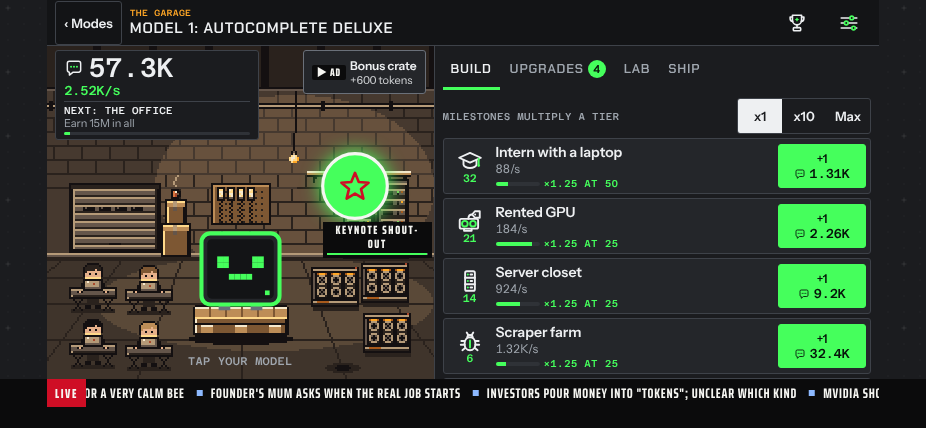 ‹ Modes
THE GARAGE
MODEL 1: AUTOCOMPLETE DELUXE
57.3K
2.52K/s
NEXT: THE OFFICE
Earn 15M in all
AD
Bonus crate
+600 tokens
KEYNOTE SHOUT-
OUT
TAP YOUR MODEL
BUILD
UPGRADES 4
LAB
SHIP
MILESTONES MULTIPLY A TIER
x1
x10
Max
Intern with a laptop
88/s
32
×1.25 AT 50
+1
1.31K
Rented GPU
184/s
21
×1.25 AT 25
+1
2.26K
Server closet
924/s
14
×1.25 AT 25
+1
9.2K
Scraper farm
1.32K/s
6
×1.25 AT 25
+1
32.4K
LIVE
OR A VERY CALM BEE ■ FOUNDER'S MUM ASKS WHEN THE REAL JOB STARTS ■ INVESTORS POUR MONEY INTO "TOKENS"; UNCLEAR WHICH KIND ■ MVIDIA